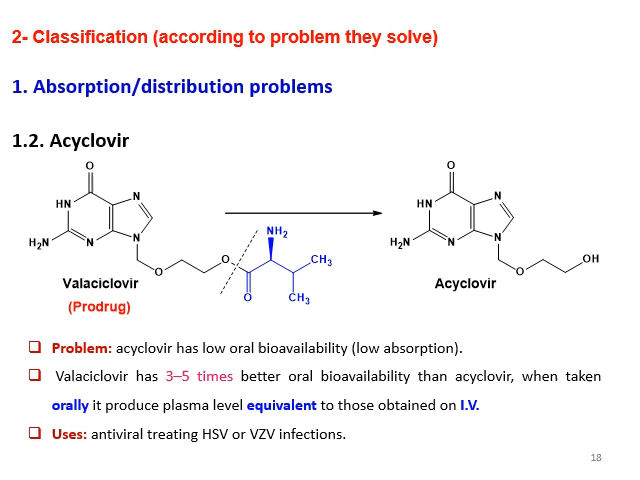 2- Classification (according to problem they solve)
1. Absorption/distribution problems
1.2. Acyclovir
O
HN
N
H2N
N
N
O
O
O
NH2
CH3
CH3
Valaciclovir
(Prodrug)
O
HN
N
H2N
N
N
O
OH
Acyclovir
Problem: acyclovir has low oral bioavailability (low absorption).
Valaciclovir has 3–5 times better oral bioavailability than acyclovir, when taken
orally it produce plasma level equivalent to those obtained on I.V.
Uses: antiviral treating HSV or VZV infections.
18